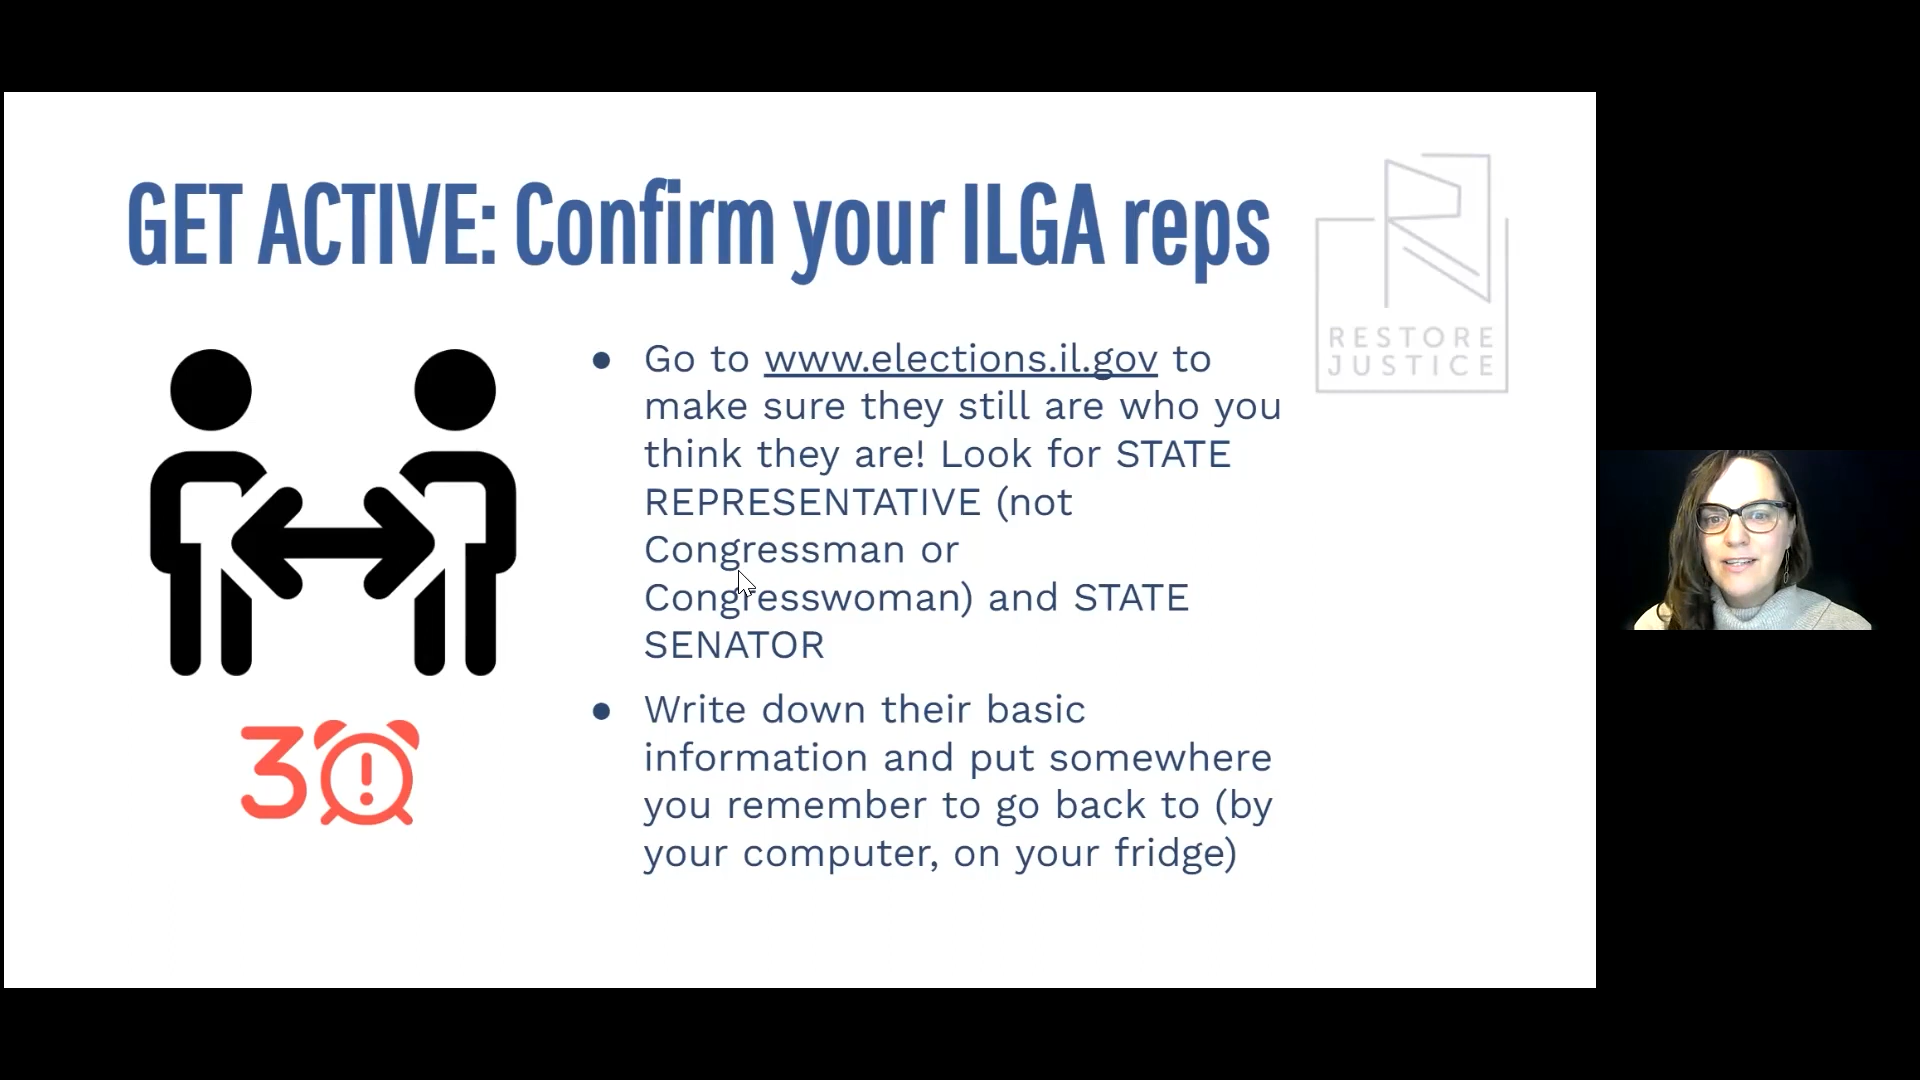 GET ACTIVE: Confirm your ILGA reps
RESTORE
JUSTICE
● Go to www.elections.il.gov to
make sure they still are who you
think they are! Look for STATE
REPRESENTATIVE (not
Congressman or
Congresswoman) and STATE
SENATOR
● Write down their basic
information and put somewhere
you remember to go back to (by
your computer, on your fridge)
3!